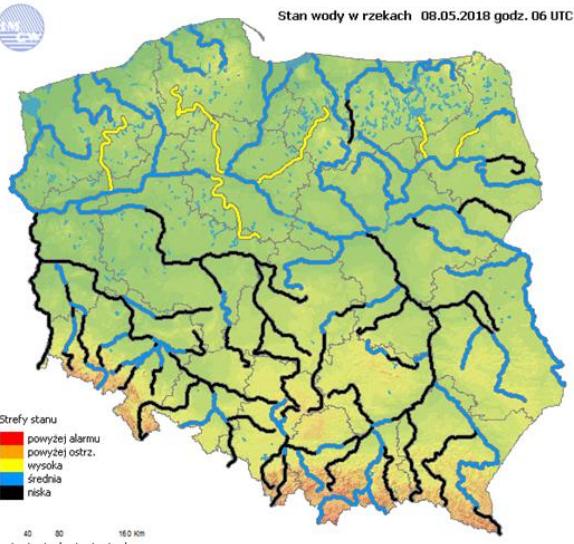 Stan wody w rzekach 08.05.2018 godz. 06 UTC
Strefy stanu
powyżej alarmu
powyżej ostrz.
wysoka
średnia
niska
40 80 160 Km